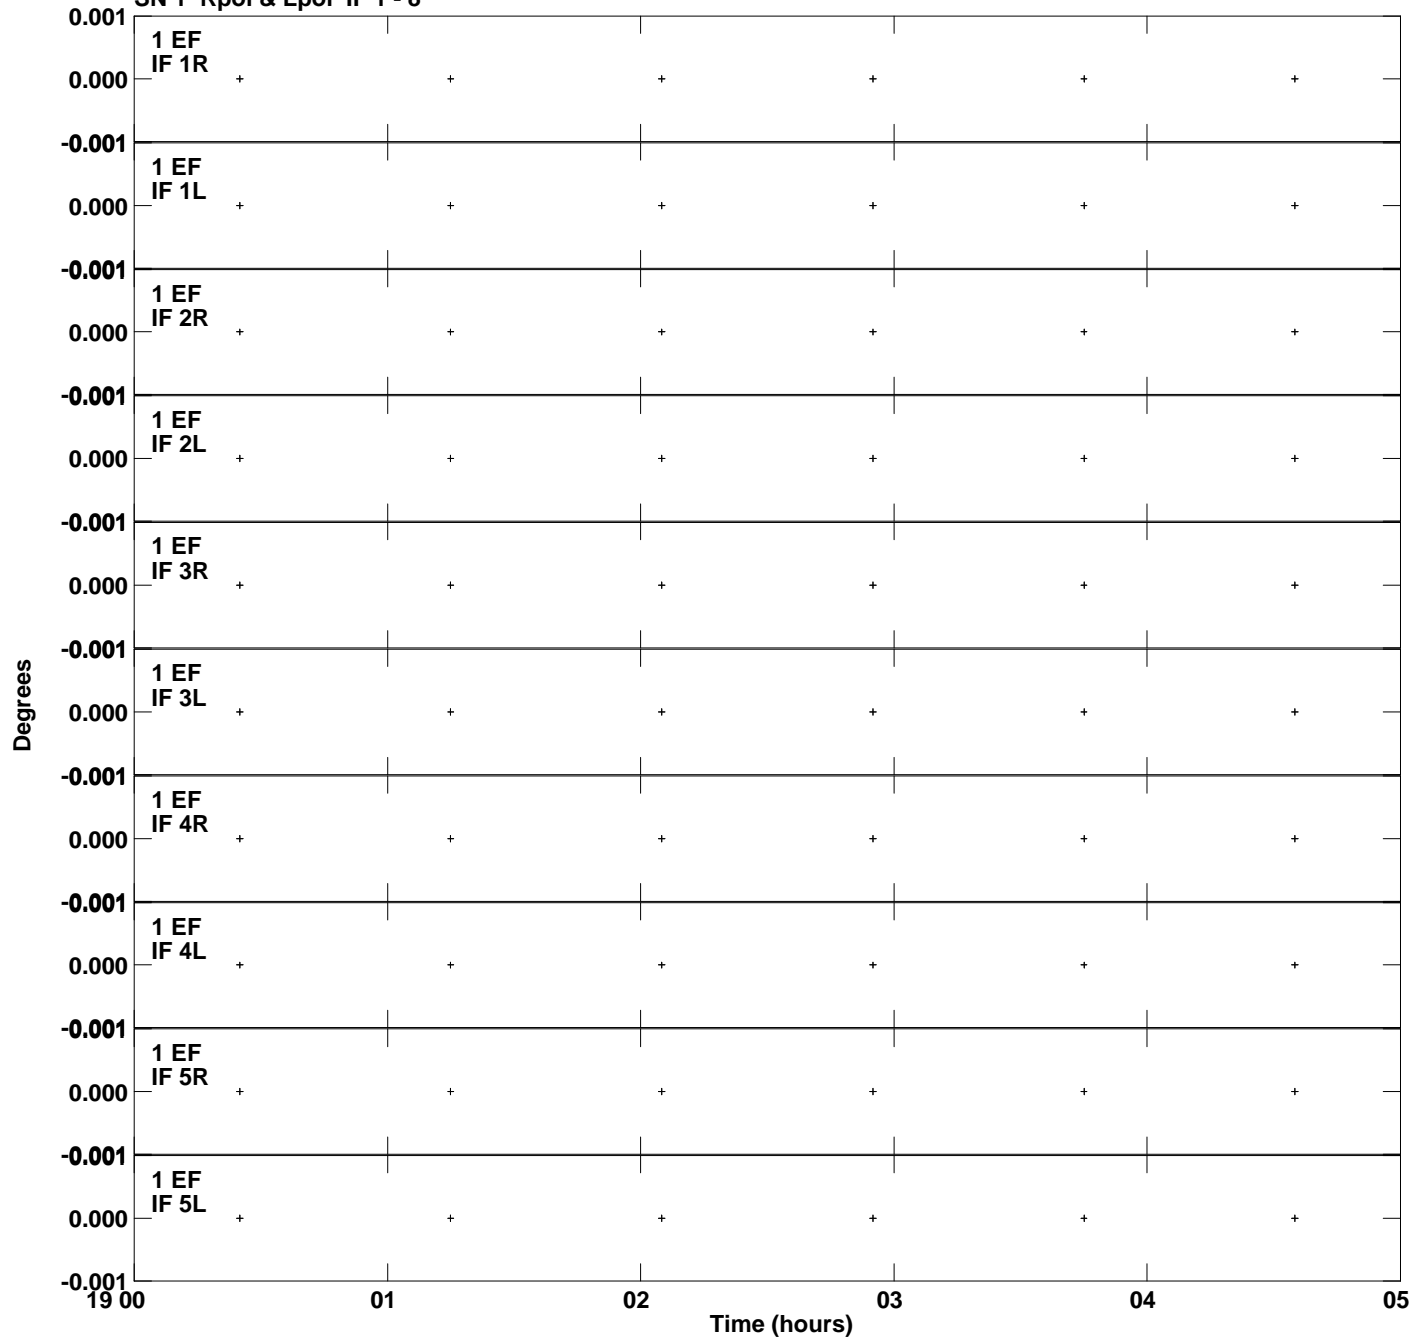 SN 1 Rpol & Lpol IF 1 - 8
0.001
1 EF
IF 1R
0.000
-0.001
1 EF
IF 1L
0.000
-0.001
1 EF
IF 2R
0.000
-0.001
1 EF
IF 2L
0.000
-0.001
1 EF
IF 3R
0.000
-0.001
1 EF
IF 3L
0.000
-0.001
1 EF
IF 4R
0.000
-0.001
1 EF
IF 4L
0.000
-0.001
1 EF
IF 5R
0.000
-0.001
1 EF
IF 5L
0.000
-0.001
Degrees
19 00 01 02 03 04 05
Time (hours)